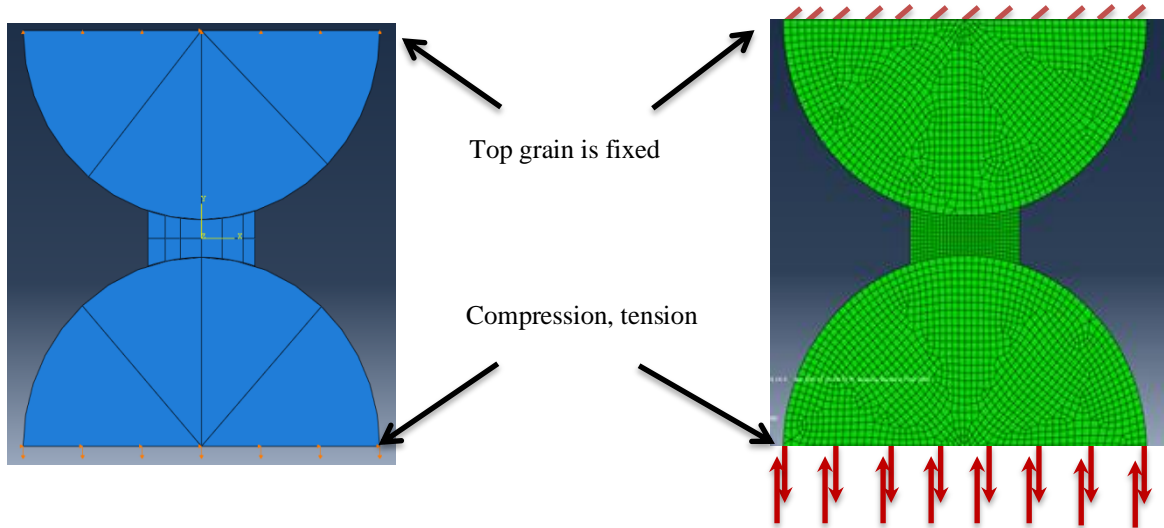 Top grain is fixed
Y
X
Z
Compression, tension